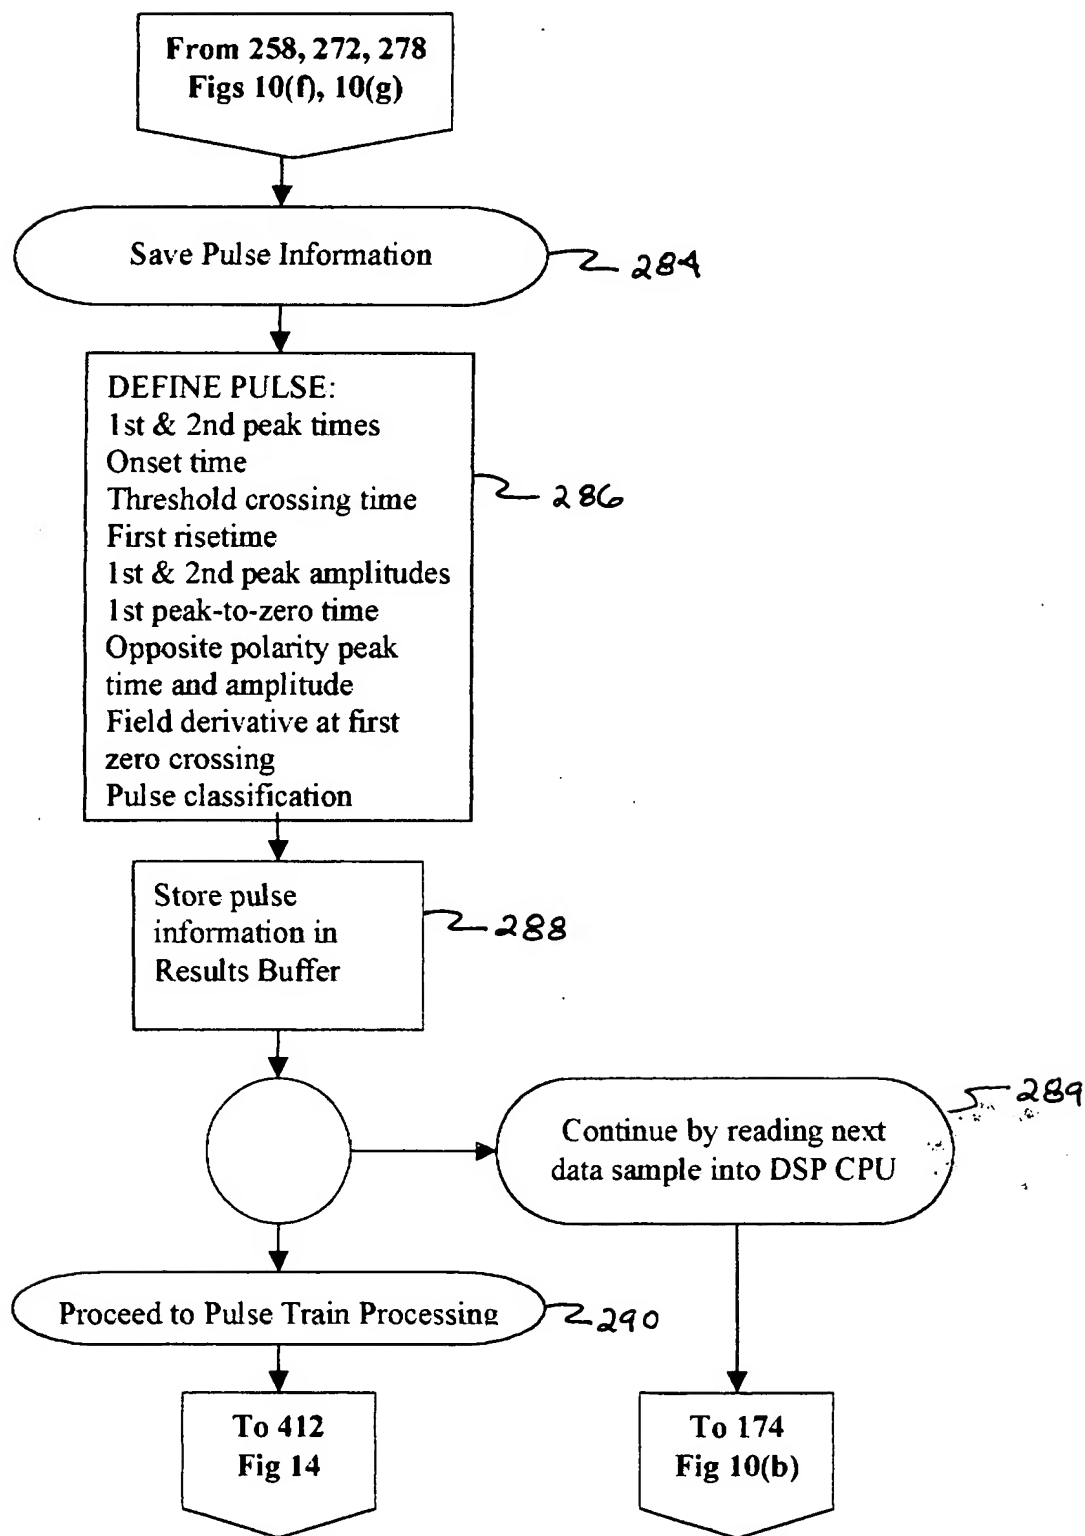 From 258, 272, 278
Figs 10(f), 10(g)
Save Pulse Information
284
DEFINE PULSE:
1st & 2nd peak times
Onset time
Threshold crossing time
First risetime
1st & 2nd peak amplitudes
1st peak-to-zero time
Opposite polarity peak
time and amplitude
Field derivative at first
zero crossing
Pulse classification
286
Store pulse
information in
Results Buffer
288
Continue by reading next
data sample into DSP CPU
289
Proceed to Pulse Train Processing
290
To 412
Fig 14
To 174
Fig 10(b)